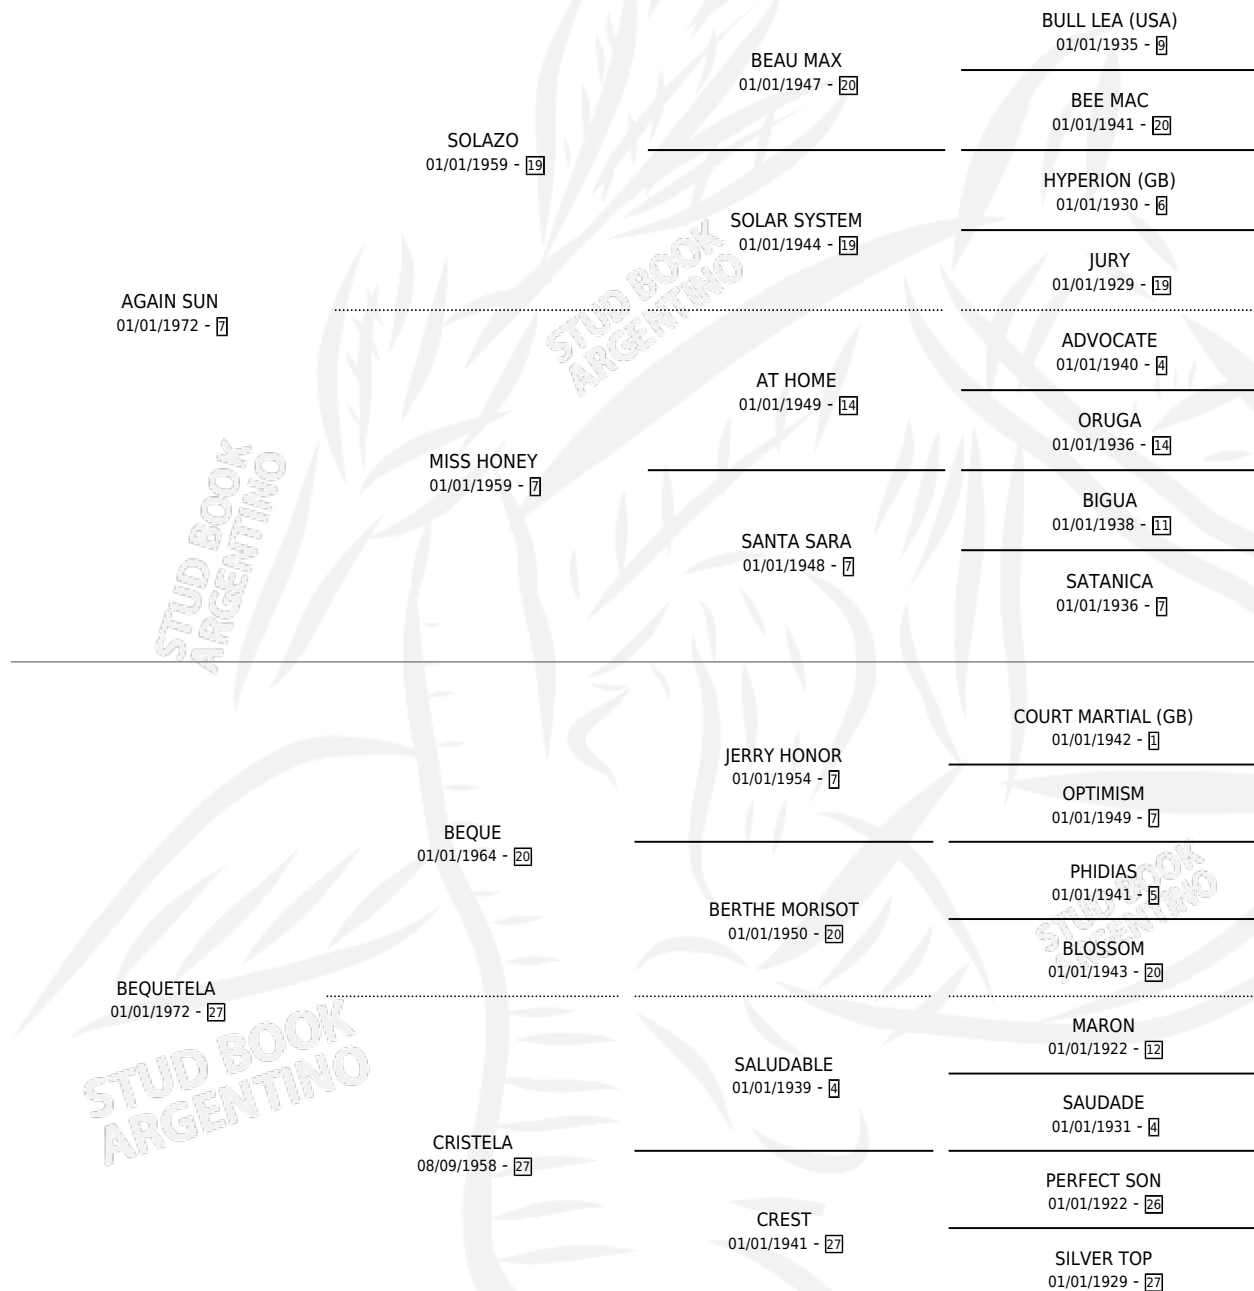 BULL LEA (USA)
01/01/1935 - 9
BEAU MAX
01/01/1947 - 20
BEE MAC
01/01/1941 - 20
SOLAZO
01/01/1959 - 19
HYPERION (GB)
01/01/1930 - 6
SOLAR SYSTEM
01/01/1944 - 19
JURY
01/01/1929 - 19
AGAIN SUN
01/01/1972 - 7
ADVOCATE
01/01/1940 - 4
AT HOME
01/01/1949 - 14
ORUGA
01/01/1936 - 14
MISS HONEY
01/01/1959 - 7
BIGUA
01/01/1938 - 11
SANTA SARA
01/01/1948 - 7
SATANICA
01/01/1936 - 7
STUD BOOK
ARGENTINO
STUD BOOK
ARGENTINO
COURT MARTIAL (GB)
01/01/1942 - 1
JERRY HONOR
01/01/1954 - 7
OPTIMISM
01/01/1949 - 7
BEQUE
01/01/1964 - 20
PHIDIAS
01/01/1941 - 5
BERTHE MORISOT
01/01/1950 - 20
BLOSSOM
01/01/1943 - 20
STUD BOOK
ARGENTINO
BEQUETELA
01/01/1972 - 27
MARON
01/01/1922 - 12
SALUDABLE
01/01/1939 - 4
SAUDADE
01/01/1931 - 4
CRISTELA
08/09/1958 - 27
PERFECT SON
01/01/1922 - 26
CREST
01/01/1941 - 27
SILVER TOP
01/01/1929 - 27
STUD BOOK
ARGENTINO